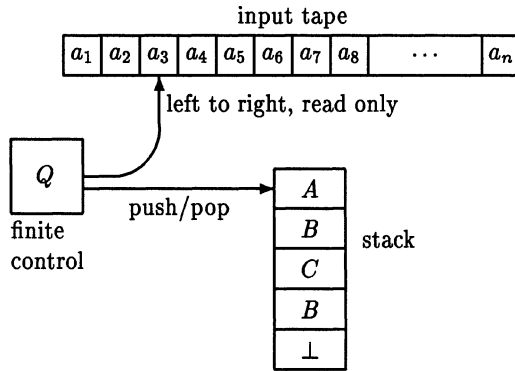 input tape
a₁ a₂ a₃ a₄ a₅ a₆ a₇ a₈ ⋯ aₙ
left to right, read only
Q
push/pop
finite
control
A
B
C
B
⊥
stack